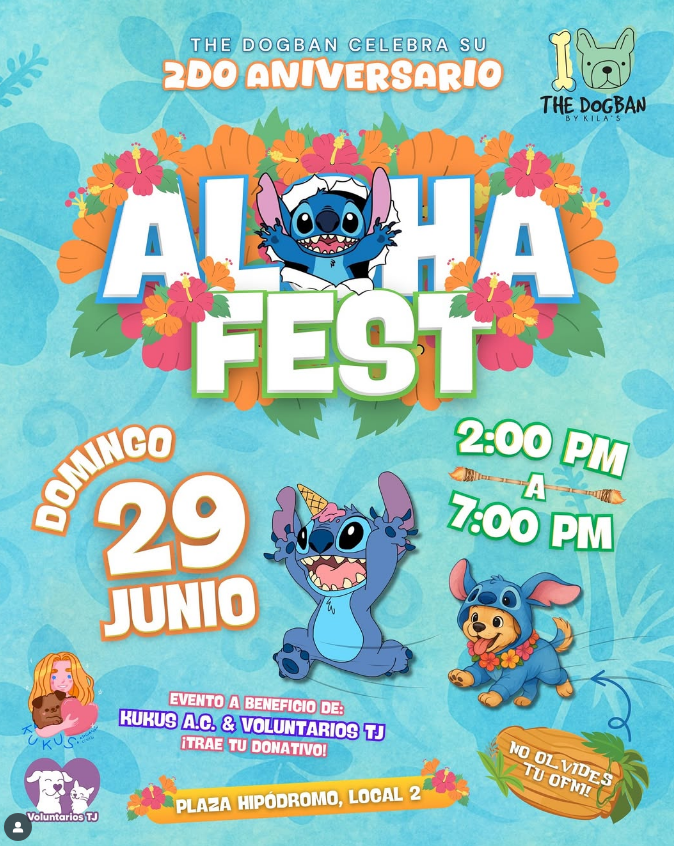 THE DOGBAN CELEBRA SU
2DO ANIVERSARIO
THE DOGBAN
BY KILA'S
ALOHA
FEST
DOMINGO
29
JUNIO
2:00 PM
A
7:00 PM
KUKUS
EVENTO A BENEFICIO DE:
KUKUS A.C. & VOLUNTARIOS TJ
¡TRAE TU DONATIVO!
NO OLVIDES
TU OFNI!
Voluntarios TJ
PLAZA HIPÓDROMO, LOCAL 2